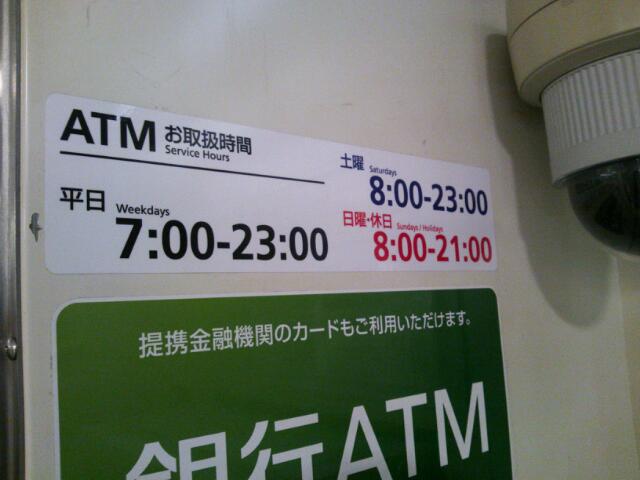 ATM お取扱時間
Service Hours
平日 Weekdays
7:00-23:00
土曜 Saturdays
8:00-23:00
日曜・休日 Sundays / Holidays
8:00-21:00
提携金融機関のカードもご利用いただけます。
銀行ATM